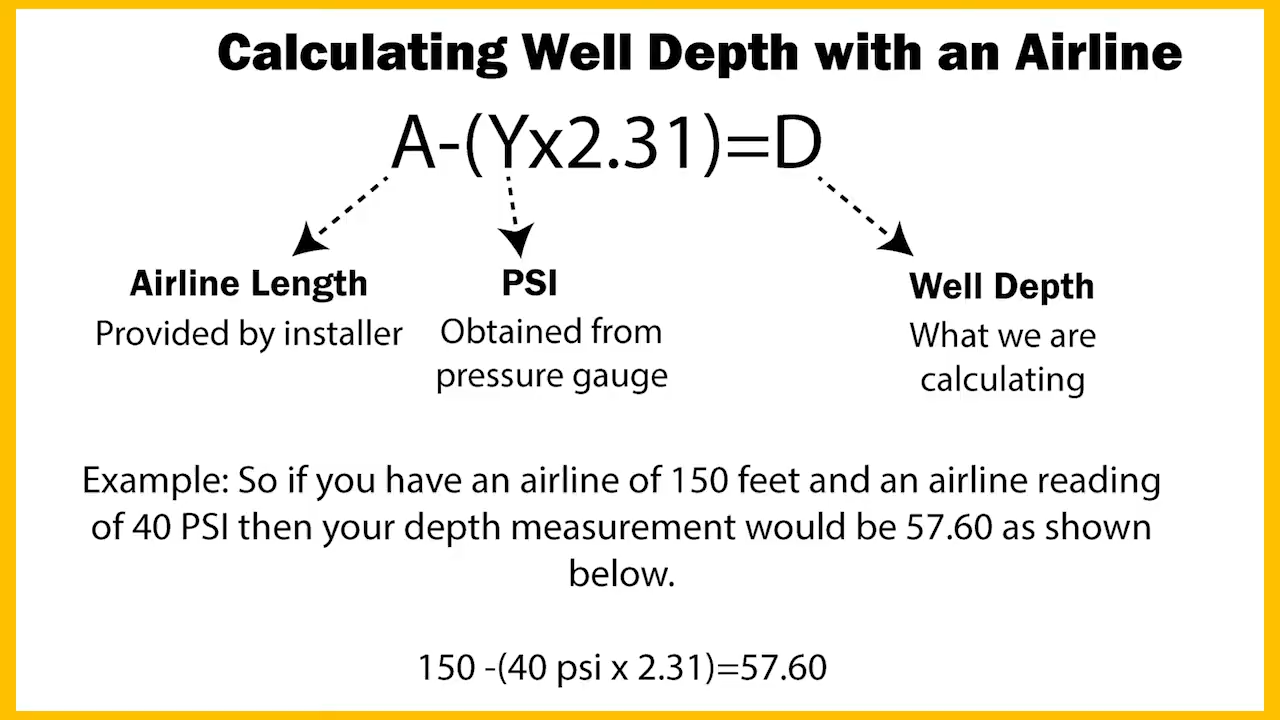 Calculating Well Depth with an Airline
A-(Yx2.31)=D
Airline Length
Provided by installer
PSI
Obtained from
pressure gauge
Well Depth
What we are
calculating
Example: So if you have an airline of 150 feet and an airline reading
of 40 PSI then your depth measurement would be 57.60 as shown
below.
150 -(40 psi x 2.31)=57.60